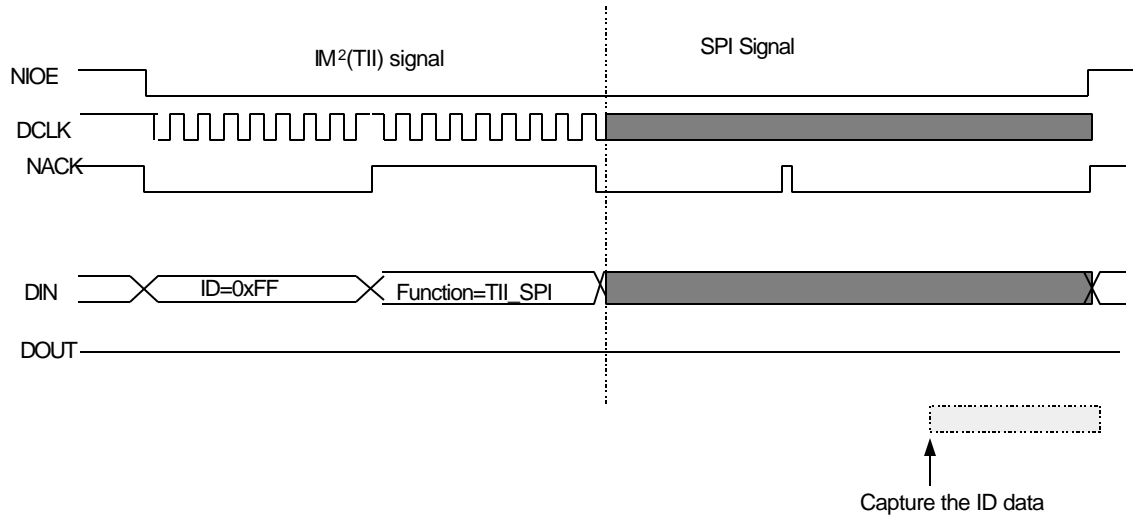 IM²(TII) signal
SPI Signal
NIOE
DCLK
NACK
DIN
ID=0xFF
Function=TII_SPI
DOUT
Capture the ID data